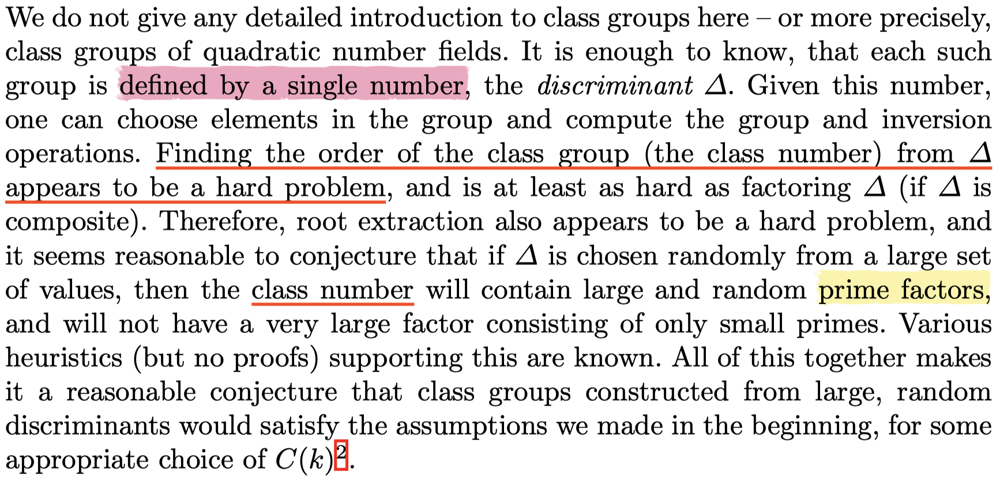 We do not give any detailed introduction to class groups here – or more precisely,
class groups of quadratic number fields. It is enough to know, that each such
group is defined by a single number, the discriminant Δ. Given this number,
one can choose elements in the group and compute the group and inversion
operations. Finding the order of the class group (the class number) from Δ
appears to be a hard problem, and is at least as hard as factoring Δ (if Δ is
composite). Therefore, root extraction also appears to be a hard problem, and
it seems reasonable to conjecture that if Δ is chosen randomly from a large set
of values, then the class number will contain large and random prime factors,
and will not have a very large factor consisting of only small primes. Various
heuristics (but no proofs) supporting this are known. All of this together makes
it a reasonable conjecture that class groups constructed from large, random
discriminants would satisfy the assumptions we made in the beginning, for some
appropriate choice of C(k)².